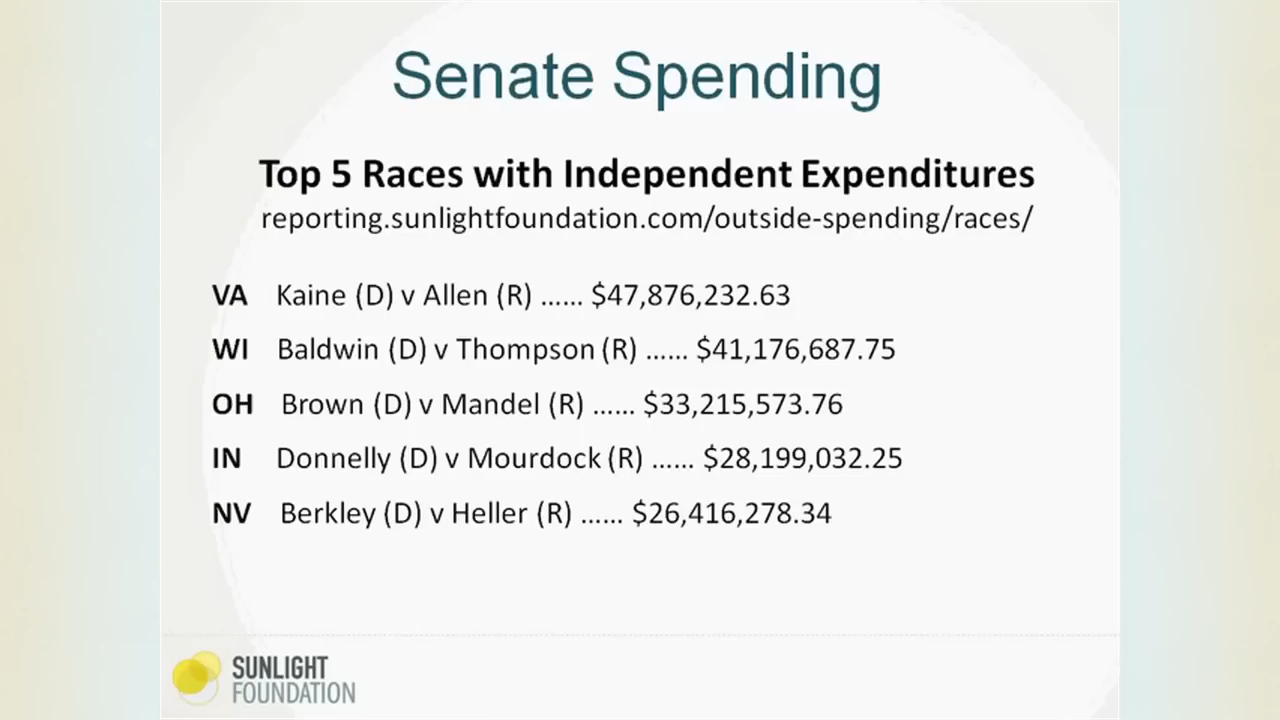 Senate Spending
Top 5 Races with Independent Expenditures
reporting.sunlightfoundation.com/outside-spending/races/
VA Kaine (D) v Allen (R) ...... $47,876,232.63
WI Baldwin (D) v Thompson (R) ...... $41,176,687.75
OH Brown (D) v Mandel (R) ...... $33,215,573.76
IN Donnelly (D) v Mourdock (R) ...... $28,199,032.25
NV Berkley (D) v Heller (R) ...... $26,416,278.34
SUNLIGHT
FOUNDATION